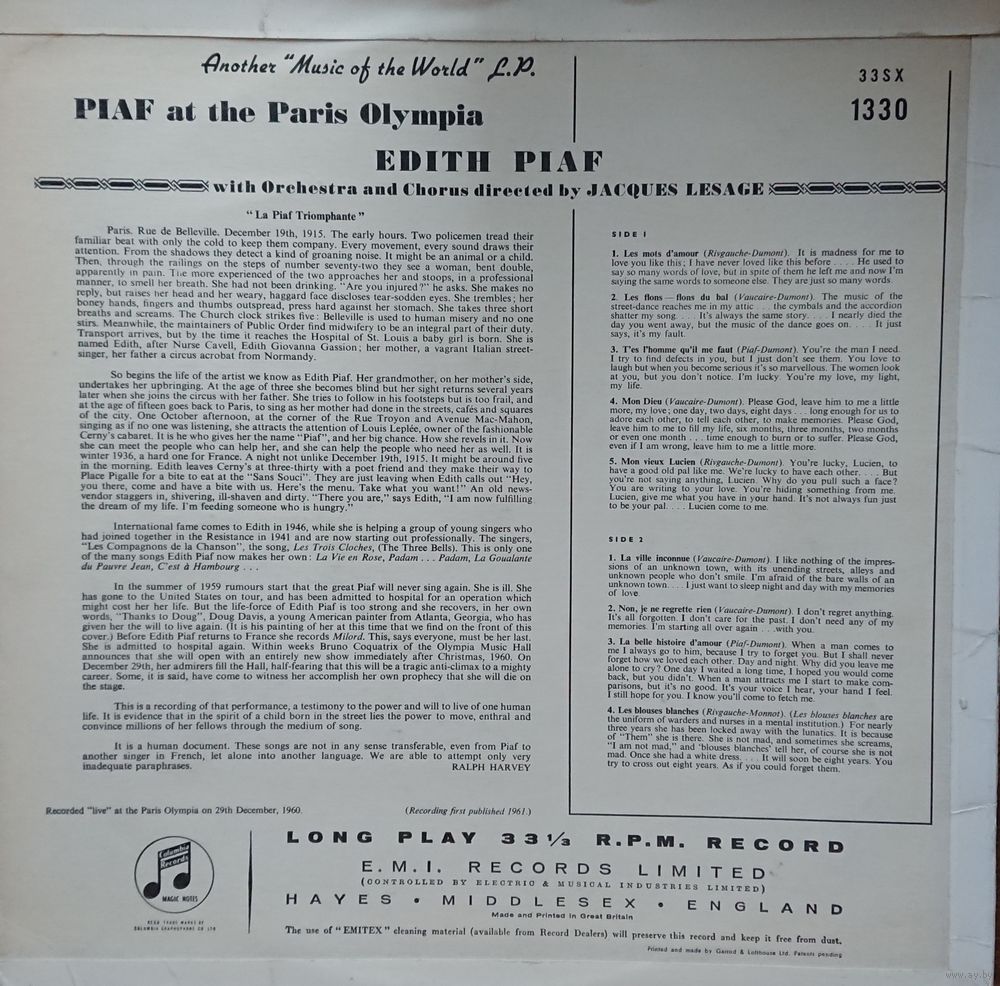 Another "Music of the World" L.P.
33SX
1330
PIAF at the Paris Olympia
EDITH PIAF
with Orchestra and Chorus directed by JACQUES LESAGE
"La Piaf Triomphante"
Paris. Rue de Belleville. December 19th, 1915. The early hours. Two policemen tread their
familiar beat with only the cold to keep them company. Every movement, every sound draws their
attention. From the shadows they detect a kind of groaning noise. It might be an animal or a child.
Then, through the railings on the steps of number seventy-two they see a woman, bent double,
apparently in pain. The more experienced of the two approaches her and stoops, in a professional
manner, to smell her breath. She had not been drinking. "Are you injured?" he asks. She makes no
reply, but raises her head and her weary, haggard face discloses tear-sodden eyes. She trembles; her
boney hands, fingers and thumbs outspread, press hard against her stomach. She takes three short
breaths and screams. The Church clock strikes five: Belleville is used to human misery and no one
stirs. Meanwhile, the maintainers of Public Order find midwifery to be an integral part of their duty.
Transport arrives, but by the time it reaches the Hospital of St. Louis a baby girl is born. She is
named Edith, after Nurse Cavell, Edith Giovanna Gassion; her mother, a vagrant Italian street-
singer, her father a circus acrobat from Normandy.
So begins the life of the artist we know as Edith Piaf. Her grandmother, on her mother's side,
undertakes her upbringing. At the age of three she becomes blind but her sight returns several years
later when she joins the circus with her father. She tries to follow in his footsteps but is too frail, and
at the age of fifteen goes back to Paris, to sing as her mother had done in the streets, cafés and squares
of the city. One October afternoon, at the corner of the Rue Troyon and Avenue Mac-Mahon,
singing as if no one was listening, she attracts the attention of Louis Leplée, owner of the fashionable
Cerny's cabaret. It is he who gives her the name "Piaf", and her big chance. How she revels in it. Now
she can meet the people who can help her, and she can help the people who need her as well. It is
winter 1936, a hard one for France. A night not unlike December 19th, 1915. It might be around five
in the morning. Edith leaves Cerny's at three-thirty with a poet friend and they make their way to
Place Pigalle for a bite to eat at the "Sans Souci". They are just leaving when Edith calls out "Hey,
you there, come and have a bite with us. Here's the menu. Take what you want!" An old news-
vendor staggers in, shivering, ill-shaven and dirty. "There you are," says Edith, "I am now fulfilling
the dream of my life. I'm feeding someone who is hungry."
International fame comes to Edith in 1946, while she is helping a group of young singers who
had joined together in the Resistance in 1941 and are now starting out professionally. The singers,
"Les Compagnons de la Chanson", the song, Les Trois Cloches, (The Three Bells). This is only one
of the many songs Edith Piaf now makes her own: La Vie en Rose, Padam . . . Padam, La Goualante
du Pauvre Jean, C'est à Hambourg . . .
In the summer of 1959 rumours start that the great Piaf will never sing again. She is ill. She
has gone to the United States on tour, and has been admitted to hospital for an operation which
might cost her her life. But the life-force of Edith Piaf is too strong and she recovers, in her own
words, "Thanks to Doug", Doug Davis, a young American painter from Atlanta, Georgia, who has
given her the will to live again. (It is his painting of her at this time that we find on the front of this
cover.) Before Edith Piaf returns to France she records Milord. This, says everyone, must be her last.
She is admitted to hospital again. Within weeks Bruno Coquatrix of the Olympia Music Hall
announces that she will open with an entirely new show immediately after Christmas, 1960. On
December 29th, her admirers fill the Hall, half-fearing that this will be a tragic anti-climax to a mighty
career. Some, it is said, have come to witness her accomplish her own prophecy that she will die on
the stage.
This is a recording of that performance, a testimony to the power and will to live of one human
life. It is evidence that in the spirit of a child born in the street lies the power to move, enthral and
convince millions of her fellows through the medium of song.
It is a human document. These songs are not in any sense transferable, even from Piaf to
another singer in French, let alone into another language. We are able to attempt only very
inadequate paraphrases. RALPH HARVEY
Recorded "live" at the Paris Olympia on 29th December, 1960. (Recording first published 1961.)
SIDE 1
1. Les mots d'amour (Rivgauche-Dumont). It is madness for me to
love you like this; I have never loved like this before . . . . He used to
say so many words of love, but in spite of them he left me and now I'm
saying the same words to someone else. They are just so many words.
2. Les flons — flons du bal (Vaucaire-Dumont). The music of the
street-dance reaches me in my attic . . . the cymbals and the accordion
shatter my song . . . . It's always the same story. . . . I nearly died the
day you went away, but the music of the dance goes on. . . . It just
says, it's my fault.
3. T'es l'homme qu'il me faut (Piaf-Dumont). You're the man I need.
I try to find defects in you, but I just don't see them. You love to
laugh but when you become serious it's so marvellous. The women look
at you, but you don't notice. I'm lucky. You're my love, my light,
my life.
4. Mon Dieu (Vaucaire-Dumont). Please God, leave him to me a little
more, my love; one day, two days, eight days . . . long enough for us to
adore each other, to tell each other, to make memories. Please God,
leave him to me to fill my life, six months, three months, two months
or even one month . . . time enough to burn or to suffer. Please God,
even if I am wrong, leave him to me a little more.
5. Mon vieux Lucien (Rivgauche-Dumont). You're lucky, Lucien, to
have a good old pal like me. We're lucky to have each other. . . . But
you're not saying anything, Lucien. Why do you pull such a face?
You are writing to your love. You're hiding something from me.
Lucien, give me what you have in your hand. It's not always fun just
to be your pal. . . . Lucien come to me.
SIDE 2
1. La ville inconnue (Vaucaire-Dumont). I like nothing of the impres-
sions of an unknown town, with its unending streets, alleys and
unknown people who don't smile. I'm afraid of the bare walls of an
unknown town. . . . I just want to sleep night and day with my memories
of love.
2. Non, je ne regrette rien (Vaucaire-Dumont). I don't regret anything.
It's all forgotten. I don't care for the past. I don't need any of my
memories. I'm starting all over again . . .with you.
3. La belle histoire d'amour (Piaf-Dumont). When a man comes to
me I always go to him, because I try to forget you. But I shall never
forget how we loved each other. Day and night. Why did you leave me
alone to cry? One day I waited a long time, I hoped you would come
back, but you didn't. When a man attracts me I start to make com-
parisons, but it's no good. It's your voice I hear, your hand I feel.
I still hope for you. I know you'll come to fetch me.
4. Les blouses blanches (Rivgauche-Monnot). (Les blouses blanches are
the uniform of warders and nurses in a mental institution.) For nearly
three years she has been locked away with the lunatics. It is because
of "Them" she is there. She is not mad, and sometimes she screams,
"I am not mad," and 'blouses blanches' tell her, of course she is not
mad. Once she had a white dress. . . . It will soon be eight years. You
try to cross out eight years. As if you could forget them.
Columbia
Records
MAGIC NOTES
REGD TRADE MARKS OF
COLUMBIA GRAPHOPHONE CO LTD
LONG PLAY 33⅓ R.P.M. RECORD
E.M.I. RECORDS LIMITED
(CONTROLLED BY ELECTRIC & MUSICAL INDUSTRIES LIMITED)
HAYES • MIDDLESEX • ENGLAND
Made and Printed in Great Britain
The use of "EMITEX" cleaning material (available from Record Dealers) will preserve this record and keep it free from dust.
Printed and made by Garrod & Lofthouse Ltd. Patents pending
www.ay.by